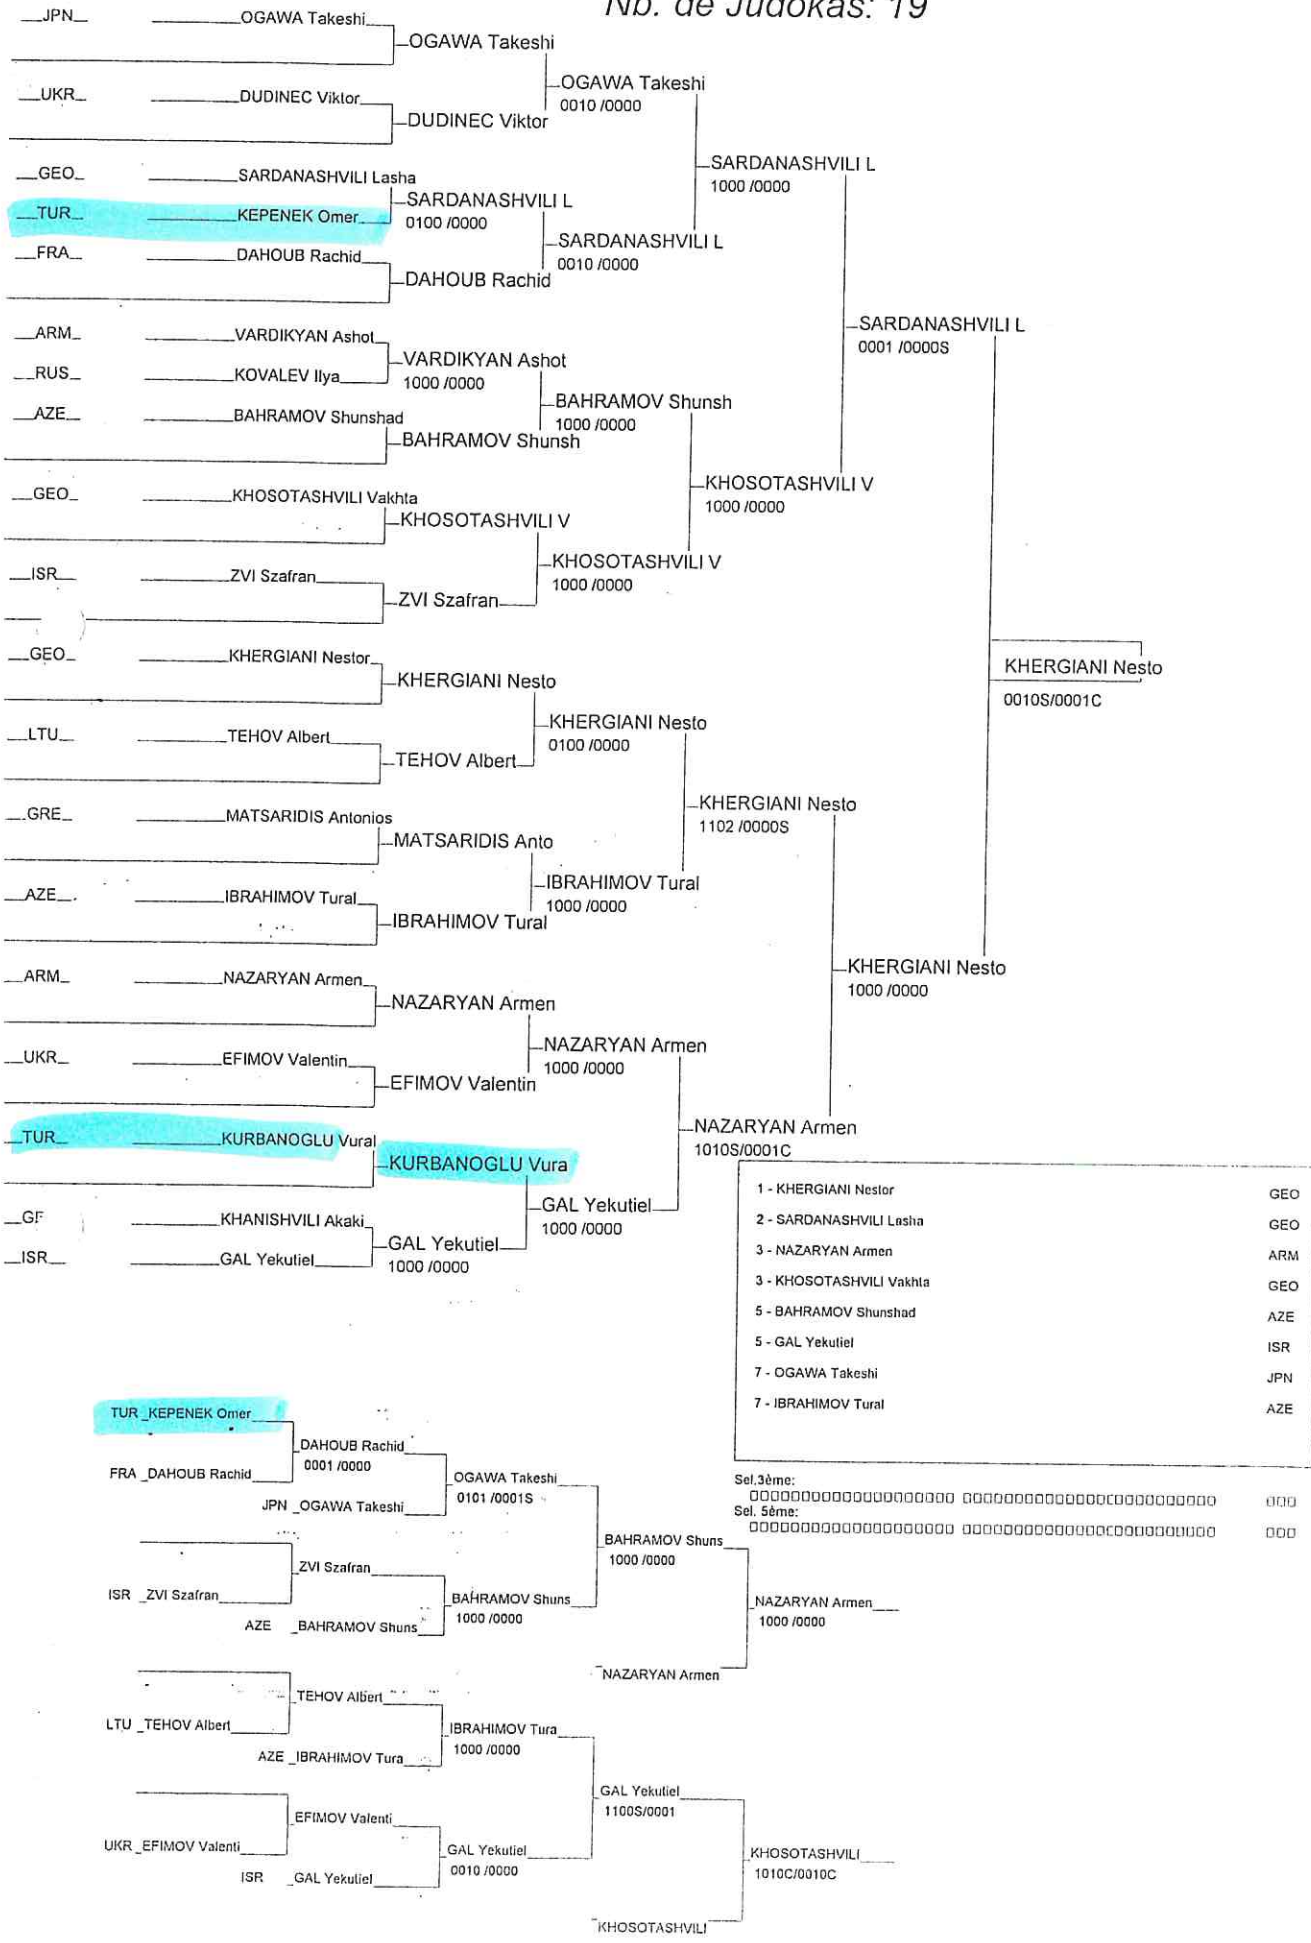 Nb. de Judokas: 19
JPN OGAWA Takeshi
OGAWA Takeshi
OGAWA Takeshi
0010 /0000
UKR DUDINEC Viktor
DUDINEC Viktor
SARDANASHVILI L
1000 /0000
GEO SARDANASHVILI Lasha
SARDANASHVILI L
0100 /0000
TUR KEPENEK Omer
SARDANASHVILI L
0010 /0000
FRA DAHOUB Rachid
DAHOUB Rachid
SARDANASHVILI L
0001 /0000S
ARM VARDIKYAN Ashot
VARDIKYAN Ashot
1000 /0000
RUS KOVALEV Ilya
BAHRAMOV Shunsh
1000 /0000
AZE BAHRAMOV Shunshad
BAHRAMOV Shunsh
KHOSOTASHVILI V
1000 /0000
GEO KHOSOTASHVILI Vakhta
KHOSOTASHVILI V
KHOSOTASHVILI V
1000 /0000
ISR ZVI Szafran
ZVI Szafran
GEO KHERGIANI Nestor
KHERGIANI Nesto
KHERGIANI Nesto
0010S/0001C
KHERGIANI Nesto
0100 /0000
LTU TEHOV Albert
TEHOV Albert
KHERGIANI Nesto
1102 /0000S
GRE MATSARIDIS Antonios
MATSARIDIS Anto
IBRAHIMOV Tural
1000 /0000
AZE IBRAHIMOV Tural
IBRAHIMOV Tural
KHERGIANI Nesto
1000 /0000
ARM NAZARYAN Armen
NAZARYAN Armen
NAZARYAN Armen
1000 /0000
UKR EFIMOV Valentin
EFIMOV Valentin
NAZARYAN Armen
1010S/0001C
TUR KURBANOGLU Vural
KURBANOGLU Vura
GAL Yekutiel
1000 /0000
KHANISHVILI Akaki
GAL Yekutiel
1000 /0000
ISR GAL Yekutiel
1 - KHERGIANI Nestor GEO
2 - SARDANASHVILI Lasha GEO
3 - NAZARYAN Armen ARM
3 - KHOSOTASHVILI Vakhta GEO
5 - BAHRAMOV Shunshad AZE
5 - GAL Yekutiel ISR
7 - OGAWA Takeshi JPN
7 - IBRAHIMOV Tural AZE
Sel.3ème:
Sel. 5ème:
TUR KEPENEK Omer
DAHOUB Rachid
0001 /0000
FRA DAHOUB Rachid
OGAWA Takeshi
0101 /0001S
JPN OGAWA Takeshi
BAHRAMOV Shuns
1000 /0000
ZVI Szafran
ISR ZVI Szafran
BAHRAMOV Shuns
1000 /0000
AZE BAHRAMOV Shuns
NAZARYAN Armen
1000 /0000
NAZARYAN Armen
TEHOV Albert
LTU TEHOV Albert
IBRAHIMOV Tura
1000 /0000
AZE IBRAHIMOV Tura
GAL Yekutiel
1100S/0001
EFIMOV Valenti
UKR EFIMOV Valenti
GAL Yekutiel
0010 /0000
ISR GAL Yekutiel
KHOSOTASHVILI
1010C/0010C
KHOSOTASHVILI